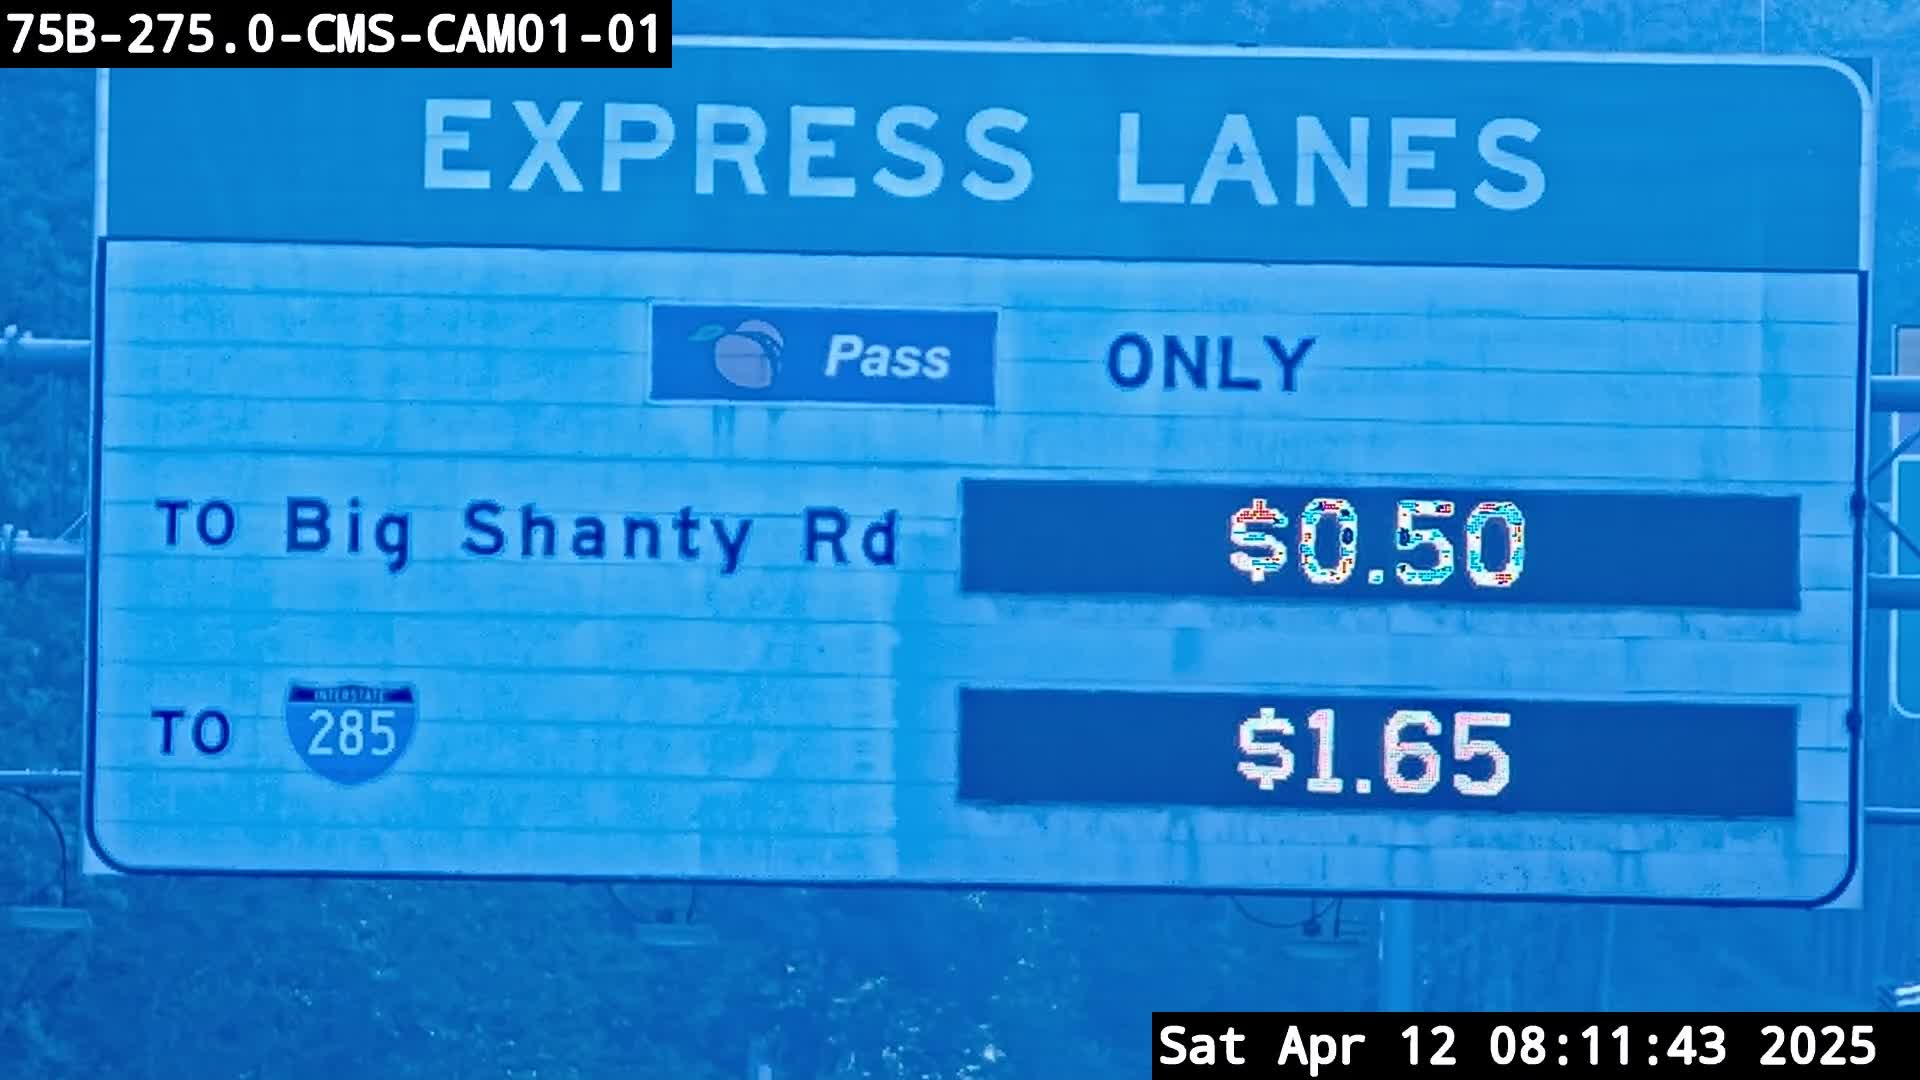 75B-275.0-CMS-CAM01-01
EXPRESS LANES
Pass ONLY
TO Big Shanty Rd $0.50
INTERSTATE
TO 285 $1.65
Sat Apr 12 08:11:43 2025